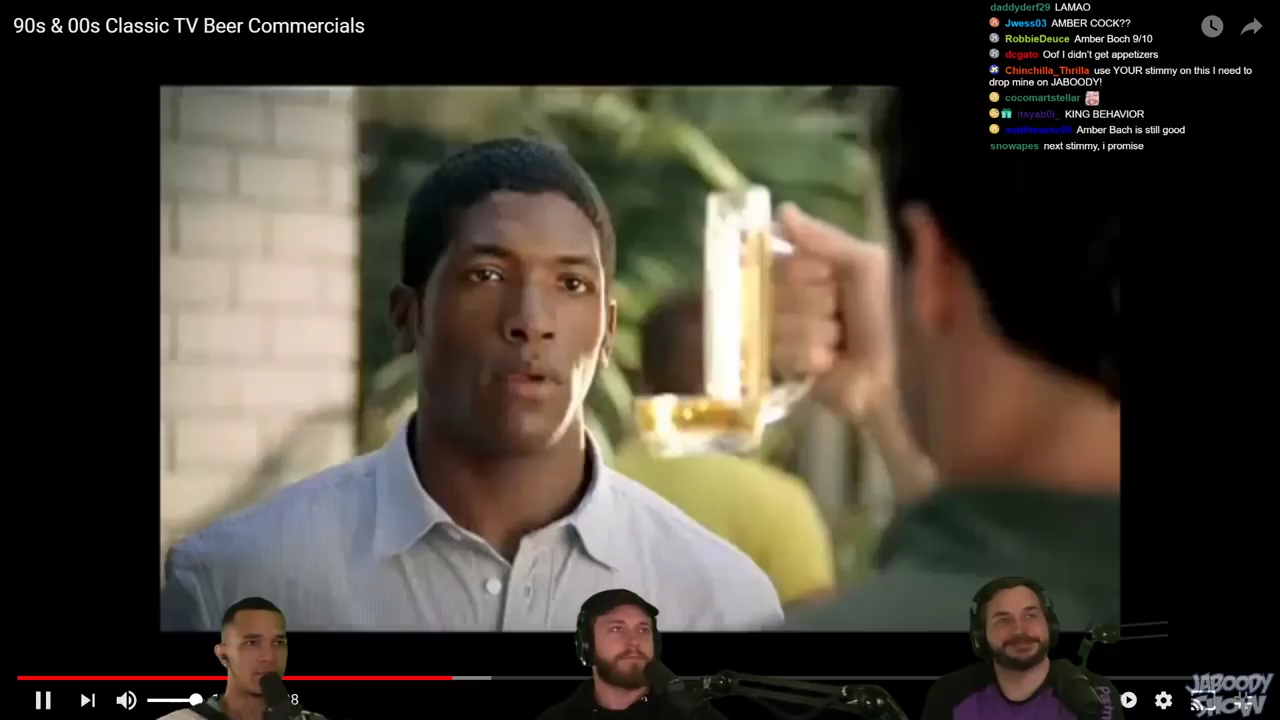 90s & 00s Classic TV Beer Commercials
daddyderf29 LAMAO
Jwess03 AMBER COCK??
RobbieDeuce Amber Boch 9/10
dcgato Oof I didn't get appetizers
Chinchilla_Thrilla use YOUR stimmy on this I need to
drop mine on JABOODY!
cocomartstellar
itsyab0i_ KING BEHAVIOR
Amber Bach is still good
snowapes next stimmy, i promise
8
JABOODY
SHOW